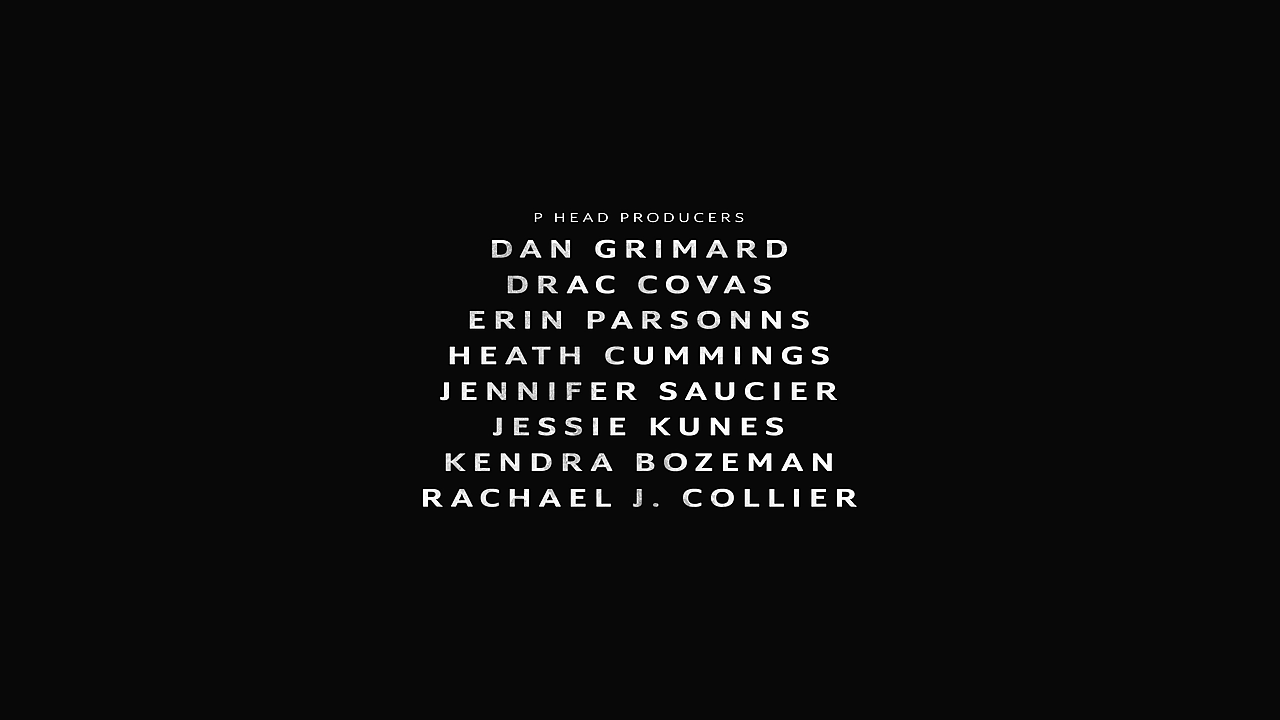 P HEAD PRODUCERS
DAN GRIMARD
DRAC COVAS
ERIN PARSONNS
HEATH CUMMINGS
JENNIFER SAUCIER
JESSIE KUNES
KENDRA BOZEMAN
RACHAEL J. COLLIER